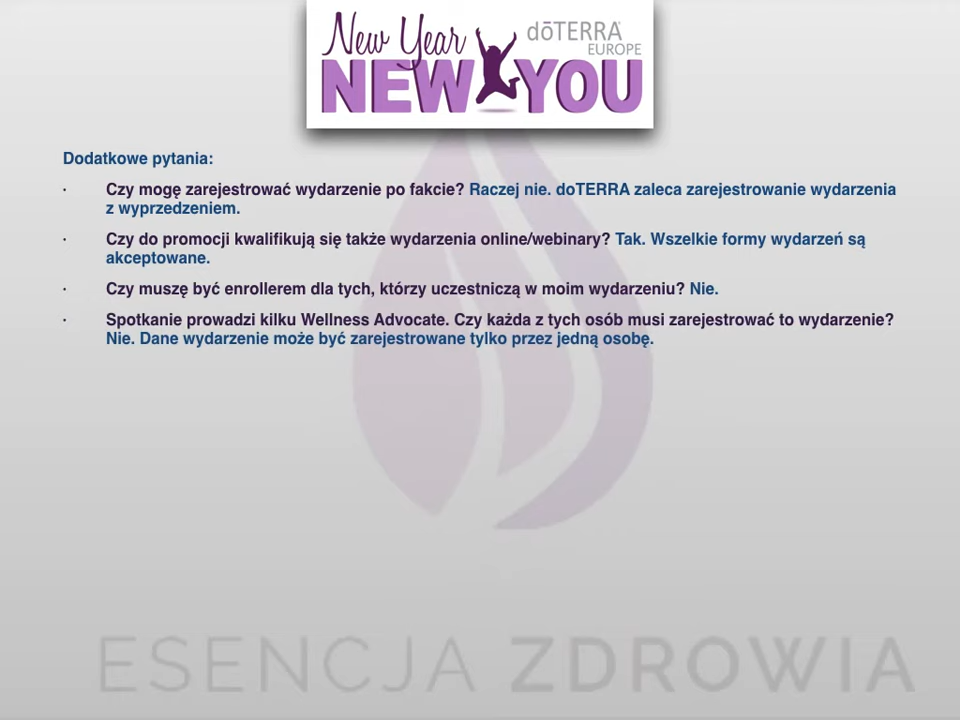 New Year
dōTERRA
EUROPE
NEW YOU
Dodatkowe pytania:
· Czy mogę zarejestrować wydarzenie po fakcie? Raczej nie. doTERRA zaleca zarejestrowanie wydarzenia
z wyprzedzeniem.
· Czy do promocji kwalifikują się także wydarzenia online/webinary? Tak. Wszelkie formy wydarzeń są
akceptowane.
· Czy muszę być enrollerem dla tych, którzy uczestniczą w moim wydarzeniu? Nie.
· Spotkanie prowadzi kilku Wellness Advocate. Czy każda z tych osób musi zarejestrować to wydarzenie?
Nie. Dane wydarzenie może być zarejestrowane tylko przez jedną osobę.
ESENCJA ZDROWIA